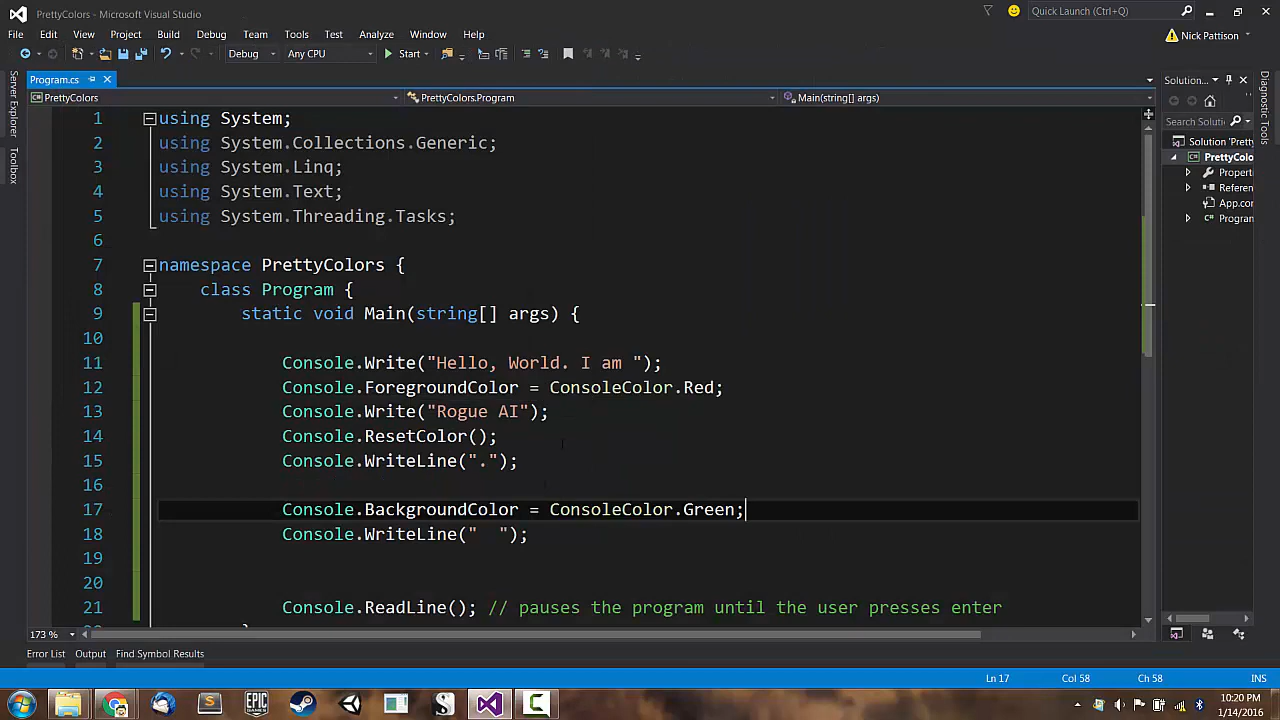 PrettyColors - Microsoft Visual Studio
Quick Launch (Ctrl+Q)
File Edit View Project Build Debug Team Tools Test Analyze Window Help
Nick Pattison
Debug Any CPU Start
Server Explorer
Toolbox
Program.cs
PrettyColors PrettyColors.Program Main(string[] args)
1 using System;
2 using System.Collections.Generic;
3 using System.Linq;
4 using System.Text;
5 using System.Threading.Tasks;
6
7 namespace PrettyColors {
8 class Program {
9 static void Main(string[] args) {
10
11 Console.Write("Hello, World. I am ");
12 Console.ForegroundColor = ConsoleColor.Red;
13 Console.Write("Rogue AI");
14 Console.ResetColor();
15 Console.WriteLine(".");
16
17 Console.BackgroundColor = ConsoleColor.Green;
18 Console.WriteLine("  ");
19
20
21 Console.ReadLine(); // pauses the program until the user presses enter
}
Solution...
Search Soluti
Solution 'Pretty
PrettyColo
Properti
Referen
App.con
Program
Diagnostic Tools
173 %
Error List Output Find Symbol Results
Ln 17 Col 58 Ch 58 INS
EPIC GAMES
10:20 PM
1/14/2016